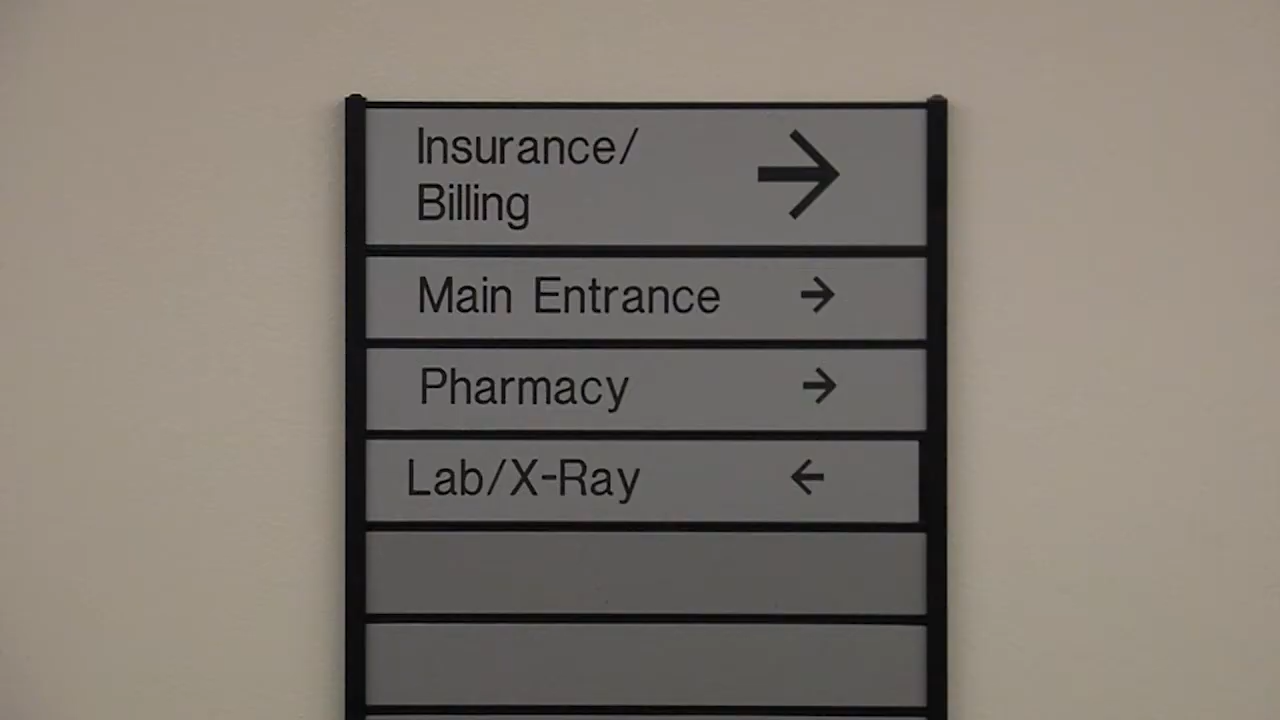 Insurance/
Billing
Main Entrance
Pharmacy
Lab/X-Ray